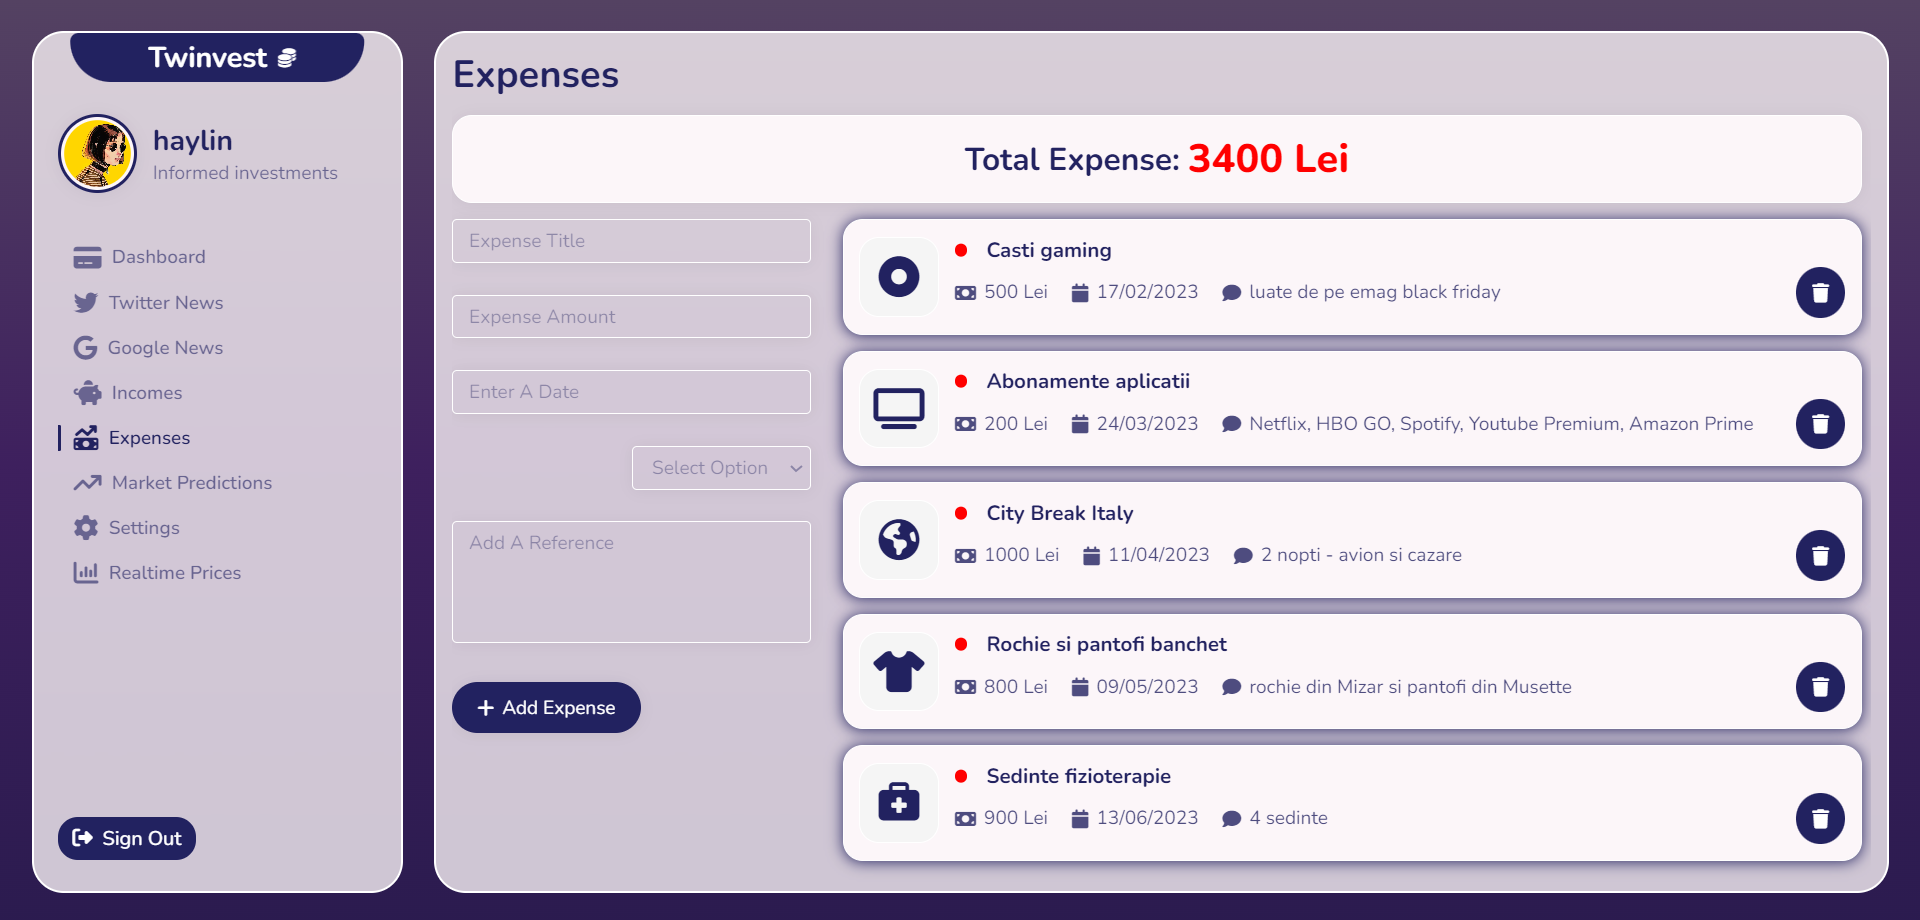 Twinvest
haylin
Informed investments
Dashboard
Twitter News
Google News
Incomes
Expenses
Market Predictions
Settings
Realtime Prices
Sign Out
Expenses
Total Expense: 3400 Lei
Expense Title
Expense Amount
Enter A Date
Select Option
Add A Reference
+ Add Expense
Casti gaming
500 Lei 17/02/2023 luate de pe emag black friday
Abonamente aplicatii
200 Lei 24/03/2023 Netflix, HBO GO, Spotify, Youtube Premium, Amazon Prime
City Break Italy
1000 Lei 11/04/2023 2 nopti - avion si cazare
Rochie si pantofi banchet
800 Lei 09/05/2023 rochie din Mizar si pantofi din Musette
Sedinte fizioterapie
900 Lei 13/06/2023 4 sedinte